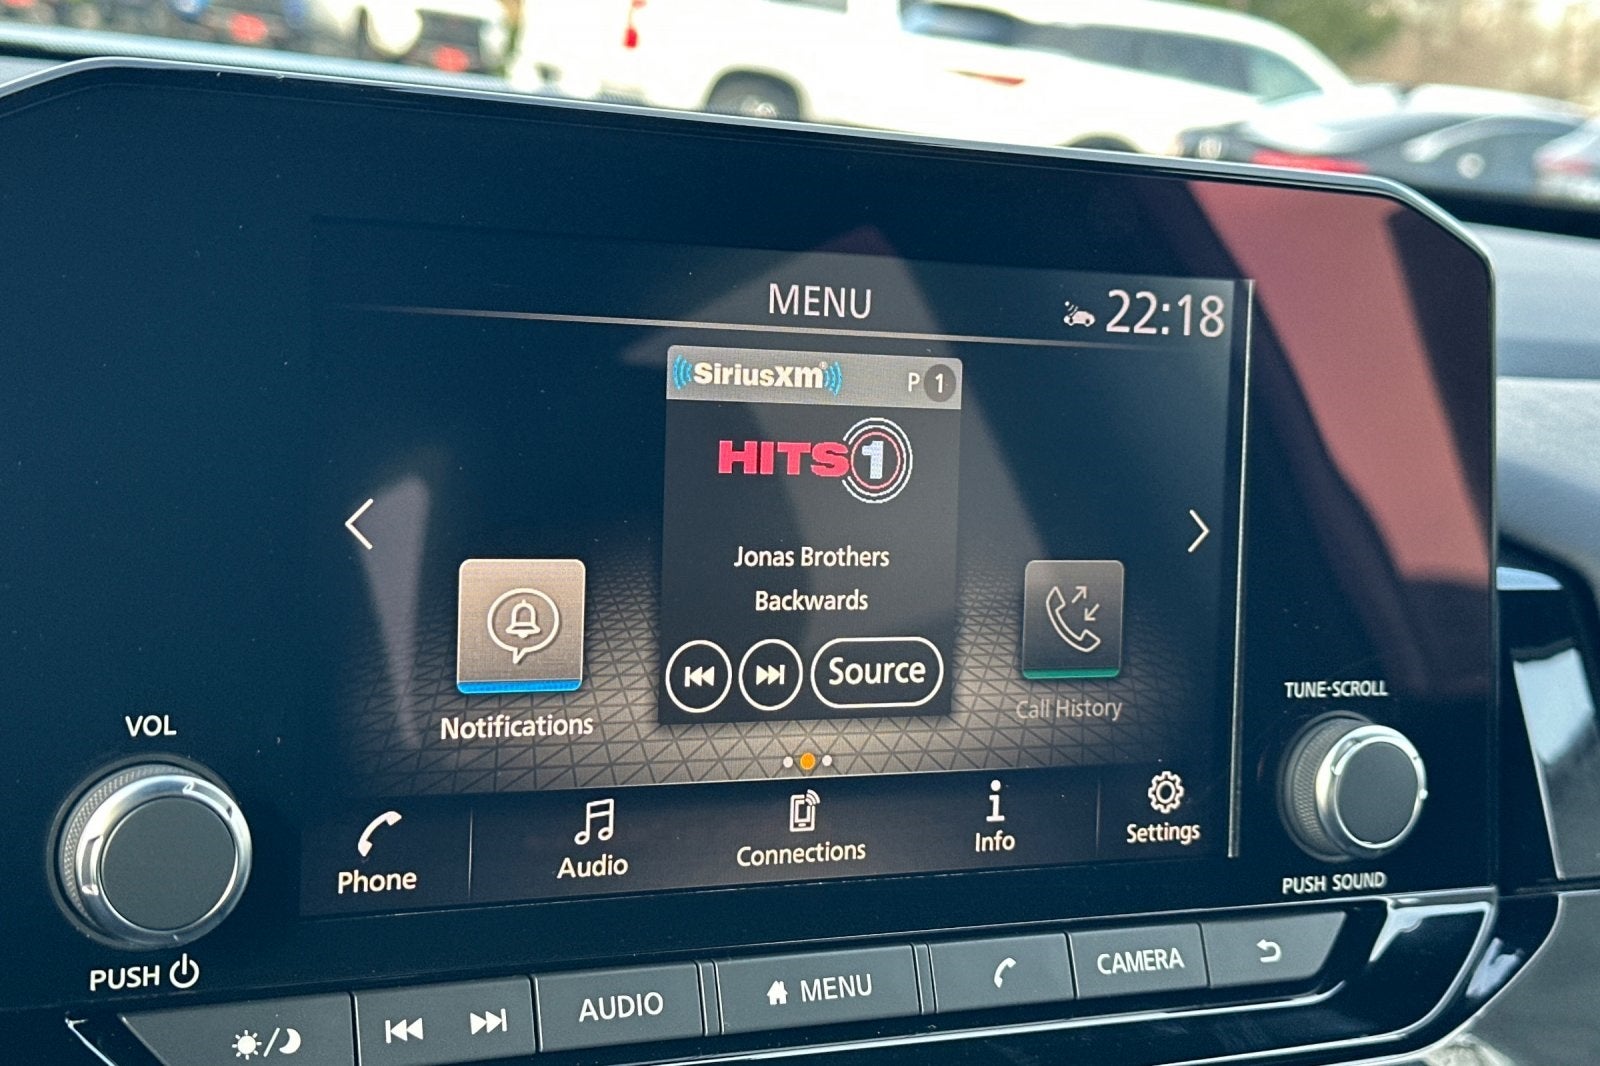 MENU
22:18
SiriusXM
P 1
HITS 1
Jonas Brothers
Backwards
Source
Notifications
Call History
Phone
Audio
Connections
Info
Settings
VOL
PUSH
TUNE·SCROLL
PUSH SOUND
AUDIO
MENU
CAMERA